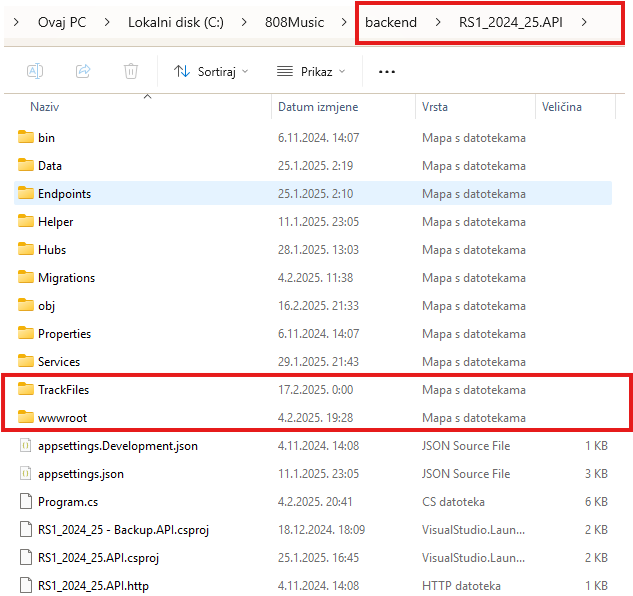 Ovaj PC > Lokalni disk (C:) > 808Music > backend > RS1_2024_25.API >
Sortiraj Prikaz ...
Naziv Datum izmjene Vrsta Veličina
bin 6.11.2024. 14:07 Mapa s datotekama
Data 25.1.2025. 2:19 Mapa s datotekama
Endpoints 25.1.2025. 2:10 Mapa s datotekama
Helper 11.1.2025. 23:05 Mapa s datotekama
Hubs 28.1.2025. 13:03 Mapa s datotekama
Migrations 4.2.2025. 11:38 Mapa s datotekama
obj 16.2.2025. 21:33 Mapa s datotekama
Properties 6.11.2024. 14:07 Mapa s datotekama
Services 29.1.2025. 21:43 Mapa s datotekama
TrackFiles 17.2.2025. 0:00 Mapa s datotekama
wwwroot 4.2.2025. 19:28 Mapa s datotekama
appsettings.Development.json 4.11.2024. 14:08 JSON Source File 1 KB
appsettings.json 11.1.2025. 23:05 JSON Source File 3 KB
Program.cs 4.2.2025. 20:41 CS datoteka 6 KB
RS1_2024_25 - Backup.API.csproj 18.12.2024. 18:09 VisualStudio.Laun... 2 KB
RS1_2024_25.API.csproj 25.1.2025. 16:45 VisualStudio.Laun... 2 KB
RS1_2024_25.API.http 4.11.2024. 14:08 HTTP datoteka 1 KB